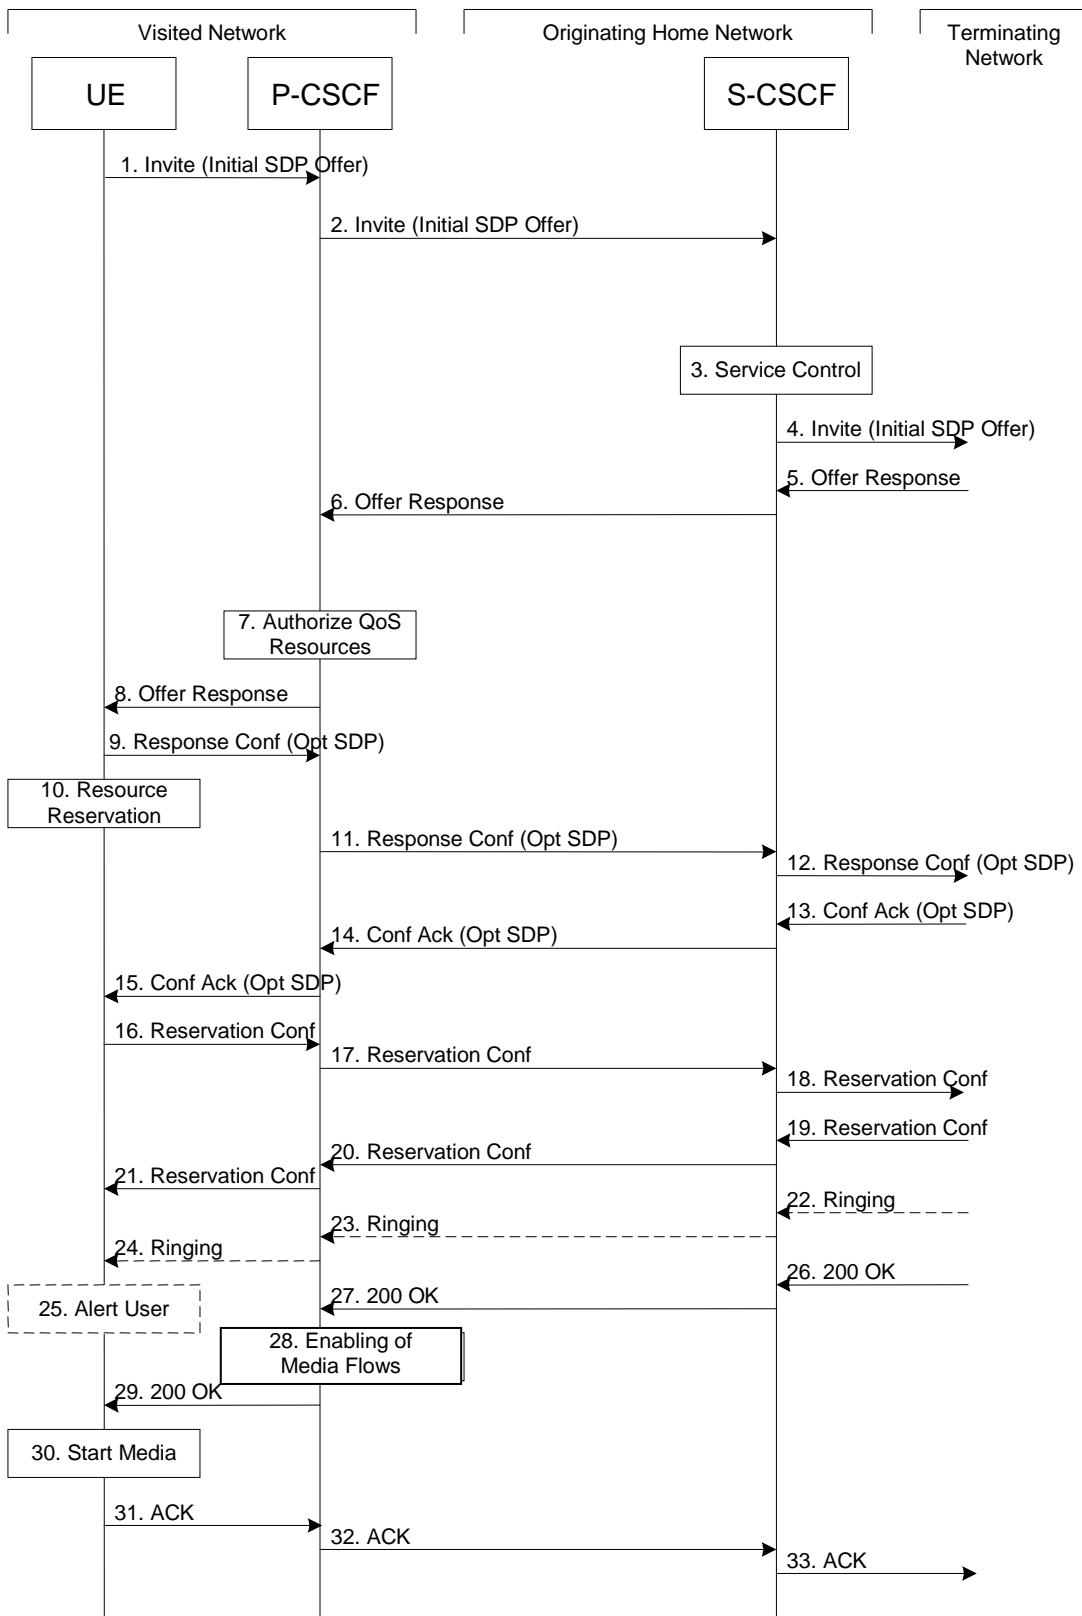 Visited Network
Originating Home Network
Terminating
Network
UE
P-CSCF
S-CSCF
1. Invite (Initial SDP Offer)
2. Invite (Initial SDP Offer)
3. Service Control
4. Invite (Initial SDP Offer)
5. Offer Response
6. Offer Response
7. Authorize QoS
Resources
8. Offer Response
9. Response Conf (Opt SDP)
10. Resource
Reservation
11. Response Conf (Opt SDP)
12. Response Conf (Opt SDP)
13. Conf Ack (Opt SDP)
14. Conf Ack (Opt SDP)
15. Conf Ack (Opt SDP)
16. Reservation Conf
17. Reservation Conf
18. Reservation Conf
19. Reservation Conf
20. Reservation Conf
21. Reservation Conf
22. Ringing
23. Ringing
24. Ringing
25. Alert User
26. 200 OK
27. 200 OK
28. Enabling of
Media Flows
29. 200 OK
30. Start Media
31. ACK
32. ACK
33. ACK